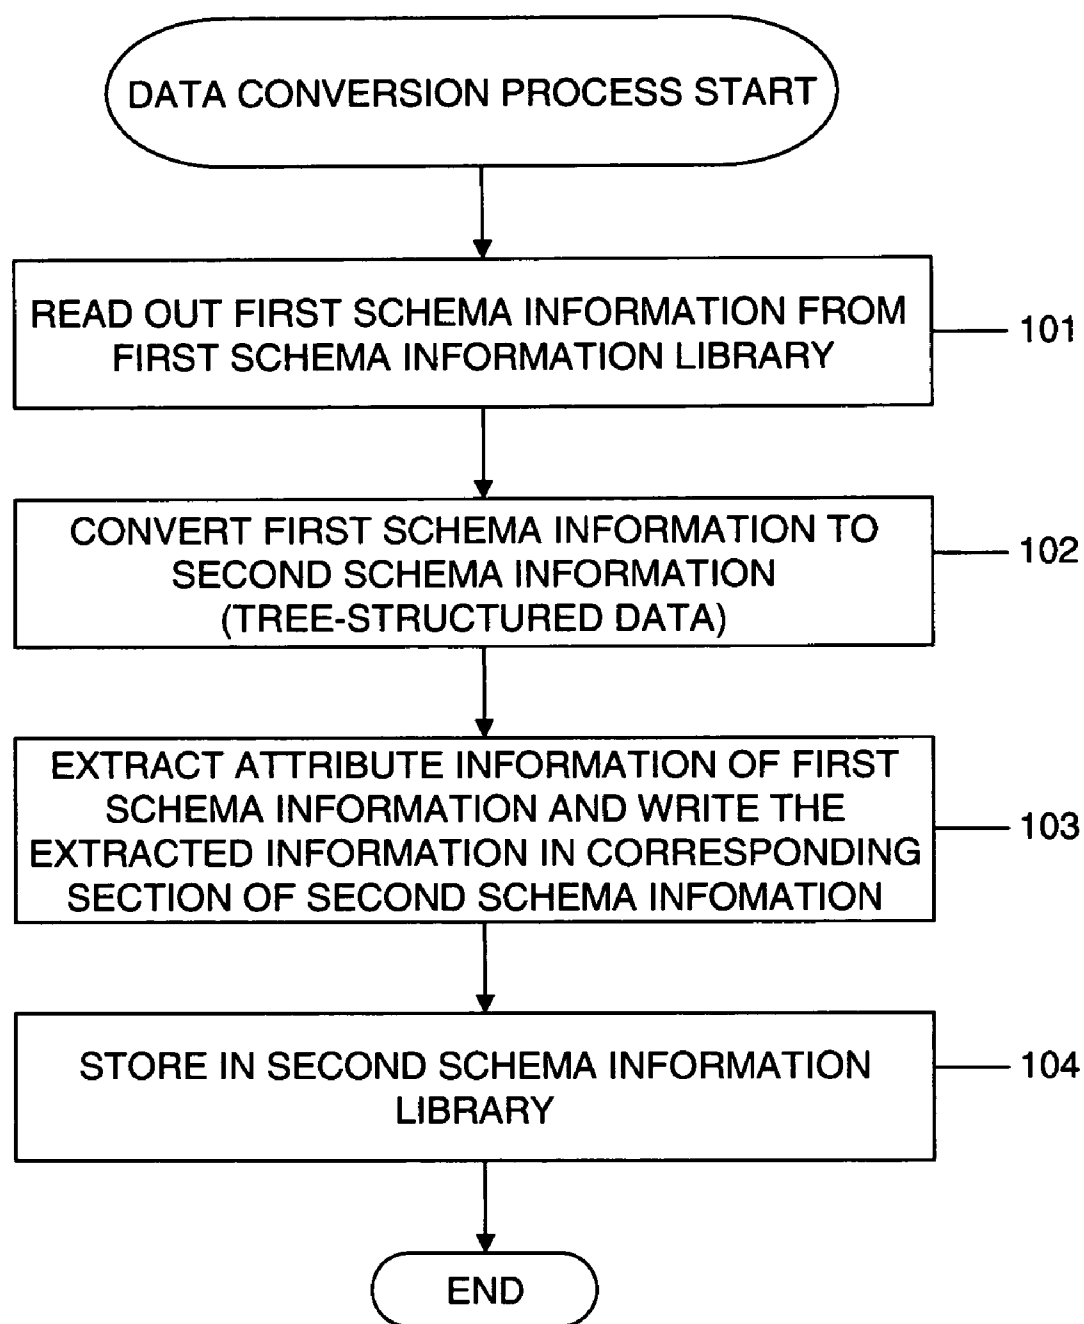 DATA CONVERSION PROCESS START
READ OUT FIRST SCHEMA INFORMATION FROM
FIRST SCHEMA INFORMATION LIBRARY
101
CONVERT FIRST SCHEMA INFORMATION TO
SECOND SCHEMA INFORMATION
(TREE-STRUCTURED DATA)
102
EXTRACT ATTRIBUTE INFORMATION OF FIRST
SCHEMA INFORMATION AND WRITE THE
EXTRACTED INFORMATION IN CORRESPONDING
SECTION OF SECOND SCHEMA INFOMATION
103
STORE IN SECOND SCHEMA INFORMATION
LIBRARY
104
END